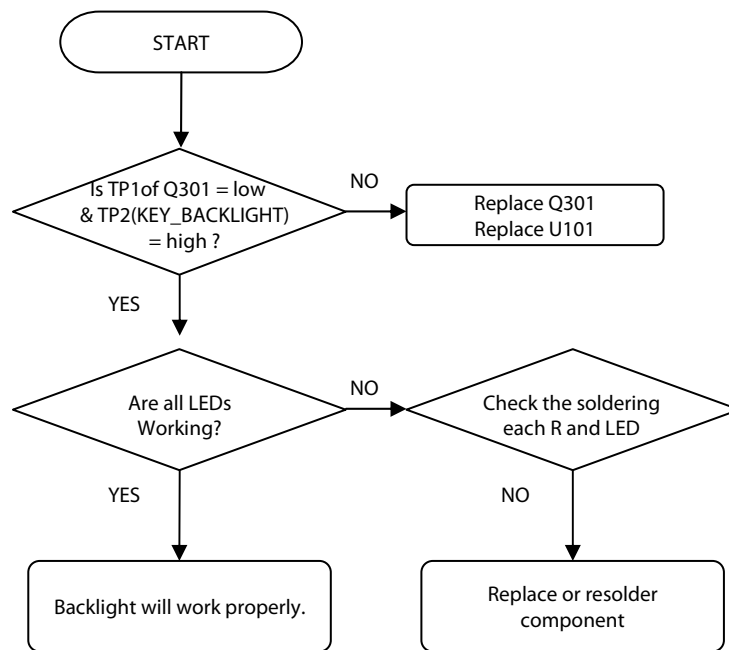 START
Is TP1of Q301 = low
& TP2(KEY_BACKLIGHT)
= high ?
NO
Replace Q301
Replace U101
YES
Are all LEDs
Working?
NO
Check the soldering
each R and LED
YES
NO
Backlight will work properly.
Replace or resolder
component